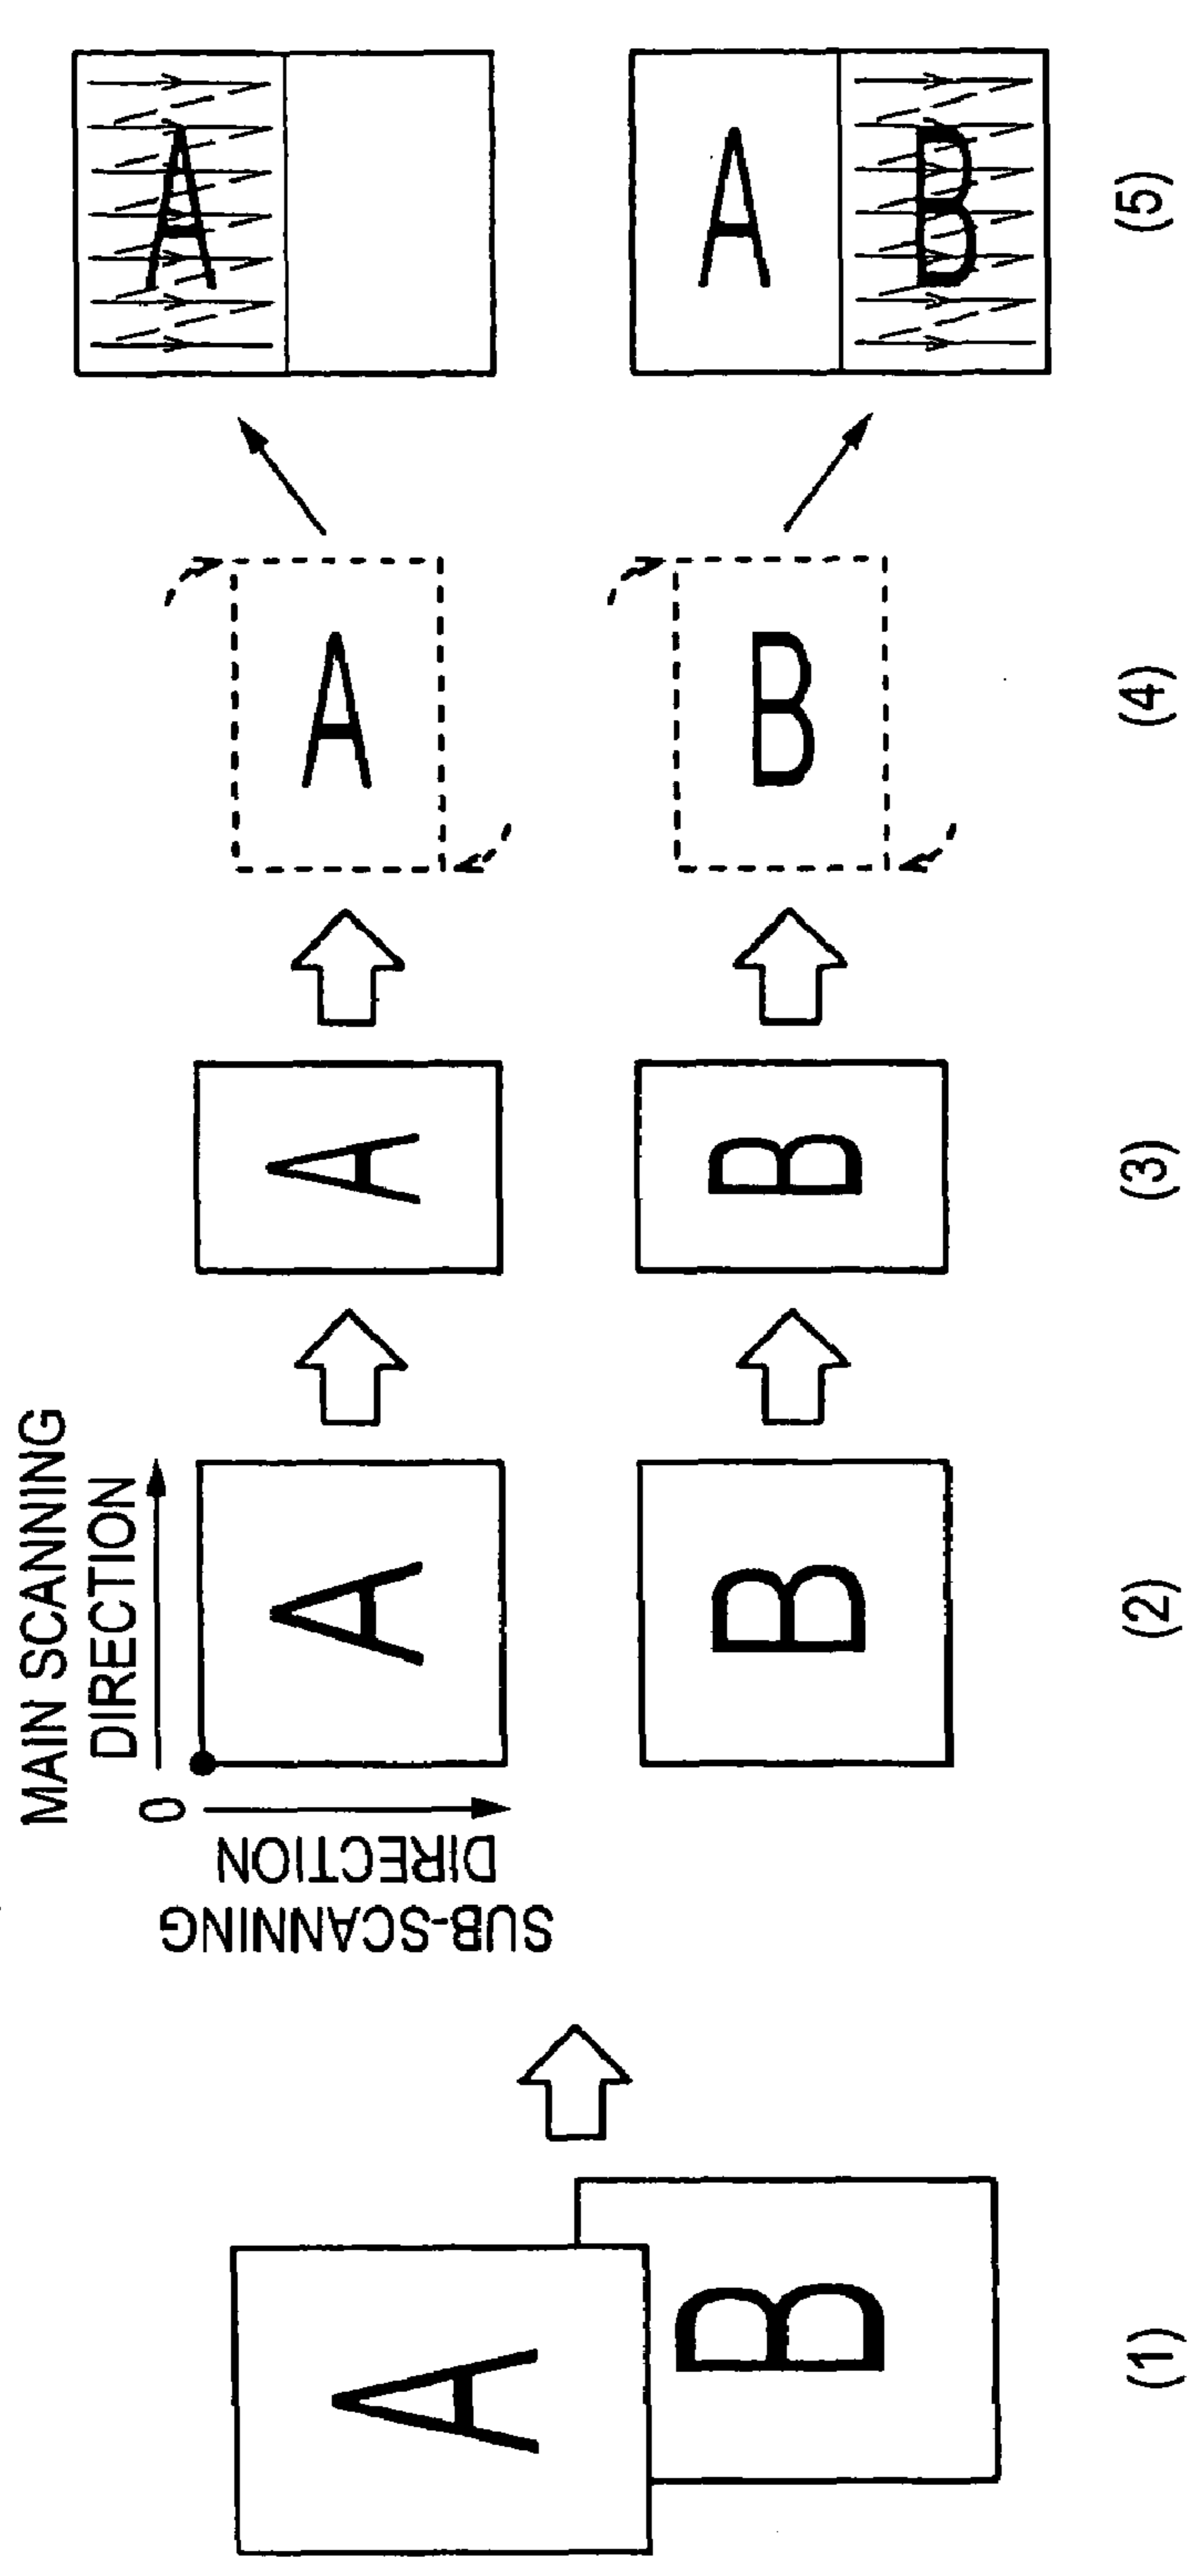 MAIN SCANNING
DIRECTION
0
SUB-SCANNING
DIRECTION
A
A
A
A
A
B
B
B
B
A
B
(1)
(2)
(3)
(4)
(5)